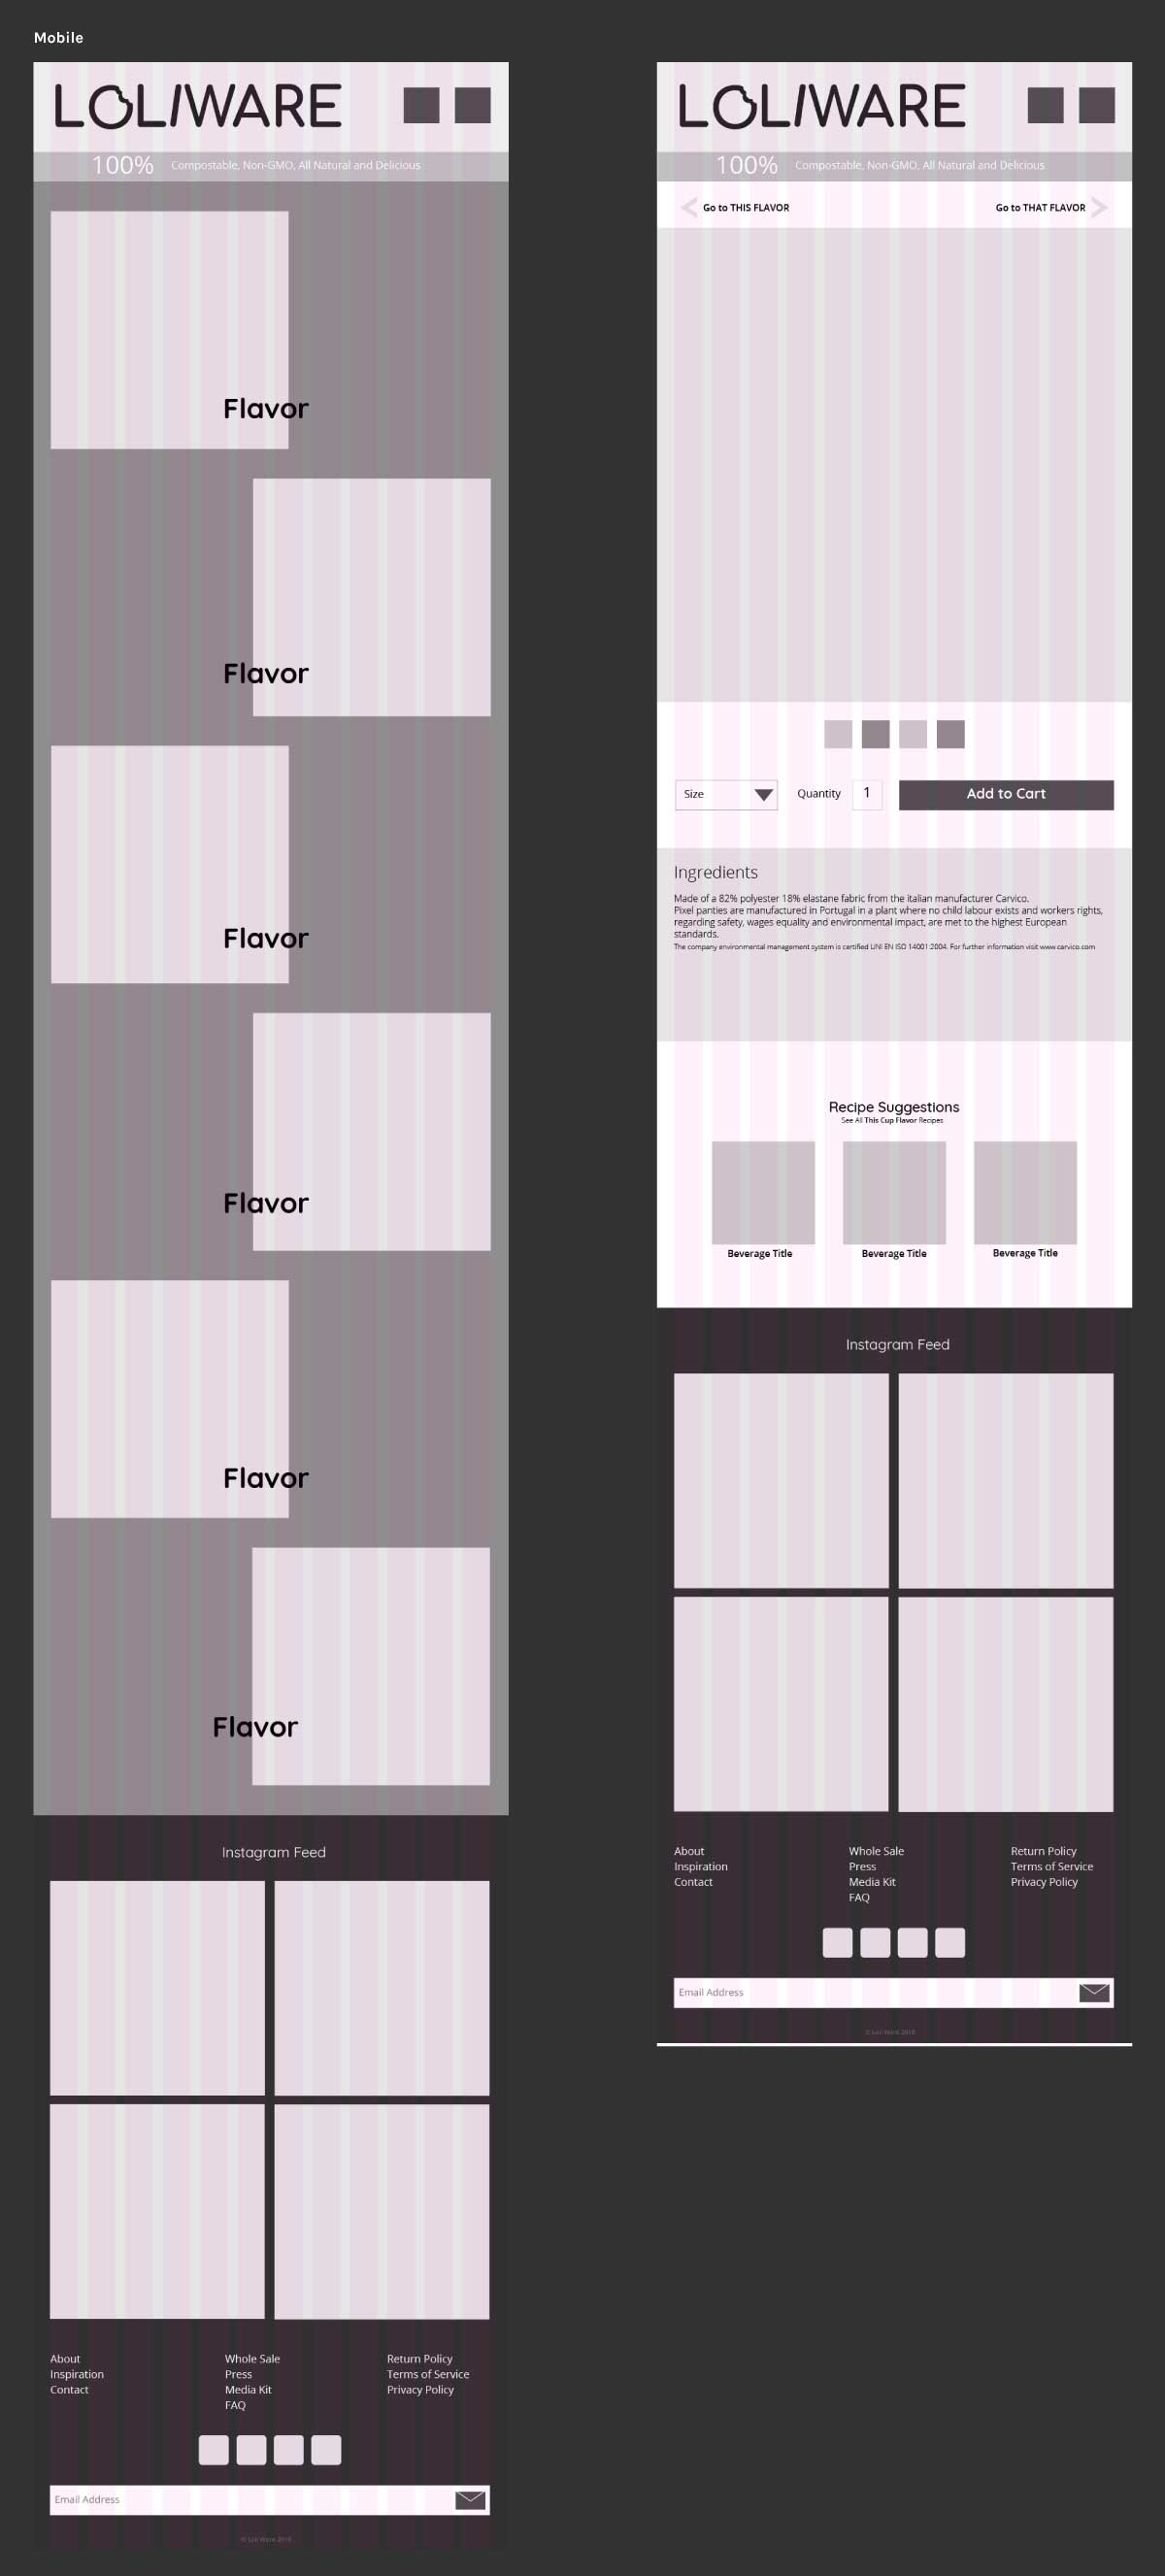 Mobile
LOLIWARE
100% Compostable, Non-GMO, All Natural and Delicious
Flavor
Flavor
Flavor
Flavor
Flavor
Flavor
Instagram Feed
About
Inspiration
Contact
Whole Sale
Press
Media Kit
FAQ
Return Policy
Terms of Service
Privacy Policy
Email Address
© Loli Ware 2018
LOLIWARE
100% Compostable, Non-GMO, All Natural and Delicious
Go to THIS FLAVOR
Go to THAT FLAVOR
Size
Quantity
1
Add to Cart
Ingredients
Made of a 82% polyester 18% elastane fabric from the italian manufacturer Carvico.
Pixel panties are manufactured in Portugal in a plant where no child labour exists and workers rights,
regarding safety, wages equality and environmental impact, are met to the highest European
standards.
The company environmental management system is certified UNI EN ISO 14001:2004. For further information visit www.carvico.com
Recipe Suggestions
See All This Cup Flavor Recipes
Beverage Title
Beverage Title
Beverage Title
Instagram Feed
About
Inspiration
Contact
Whole Sale
Press
Media Kit
FAQ
Return Policy
Terms of Service
Privacy Policy
Email Address
© Loli Ware 2018